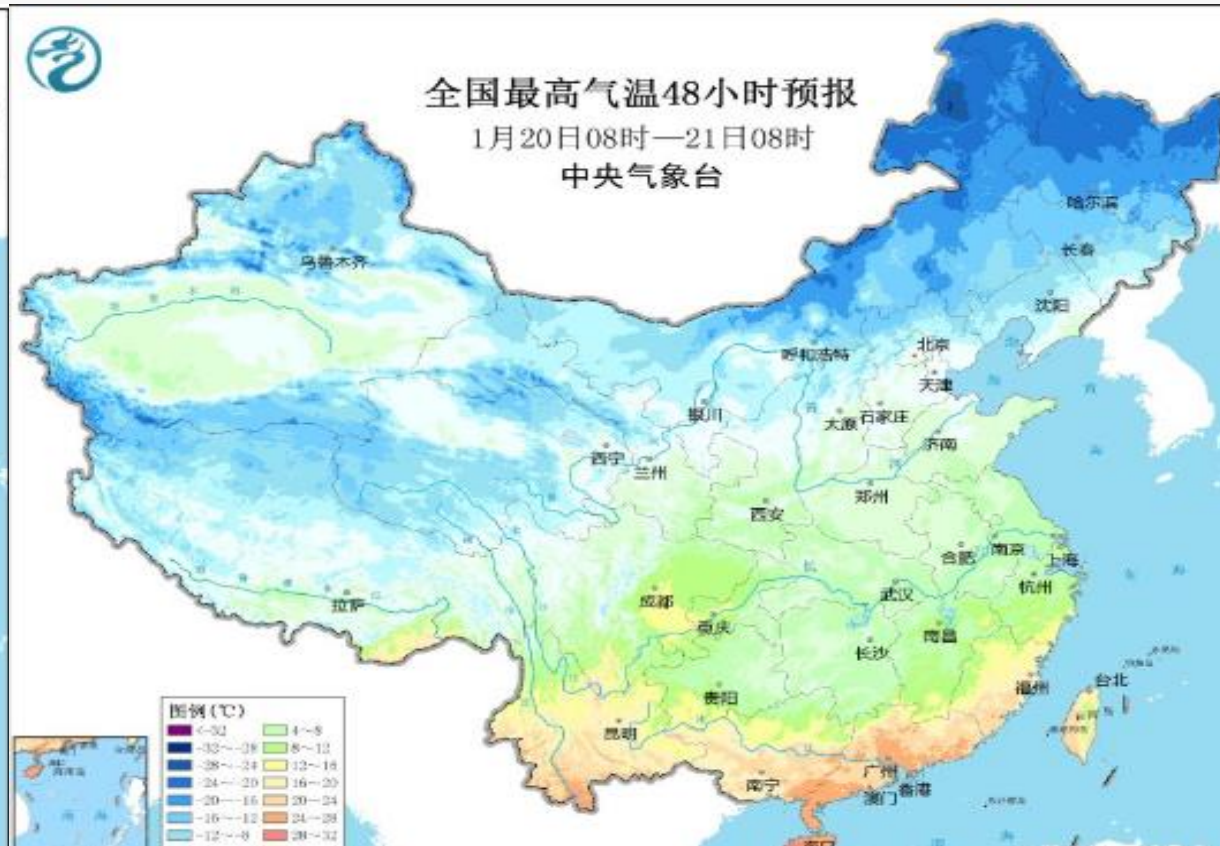 全国最高气温48小时预报
1月20日08时—21日08时
中央气象台
哈尔滨
长春
乌鲁木齐
沈阳
呼和浩特
北京
天津
银川
太原
石家庄
济南
西宁
兰州
郑州
西安
合肥
南京
上海
成都
武汉
杭州
拉萨
重庆
南昌
长沙
贵阳
温州
台北
昆明
广州
南宁
香港
澳门
海口
图例(℃)
<-32
4～8
-32～-28
8～12
-28～-24
12～16
-24～-20
16～20
-20～-16
20～24
-16～-12
24～28
-12～-8
28～32